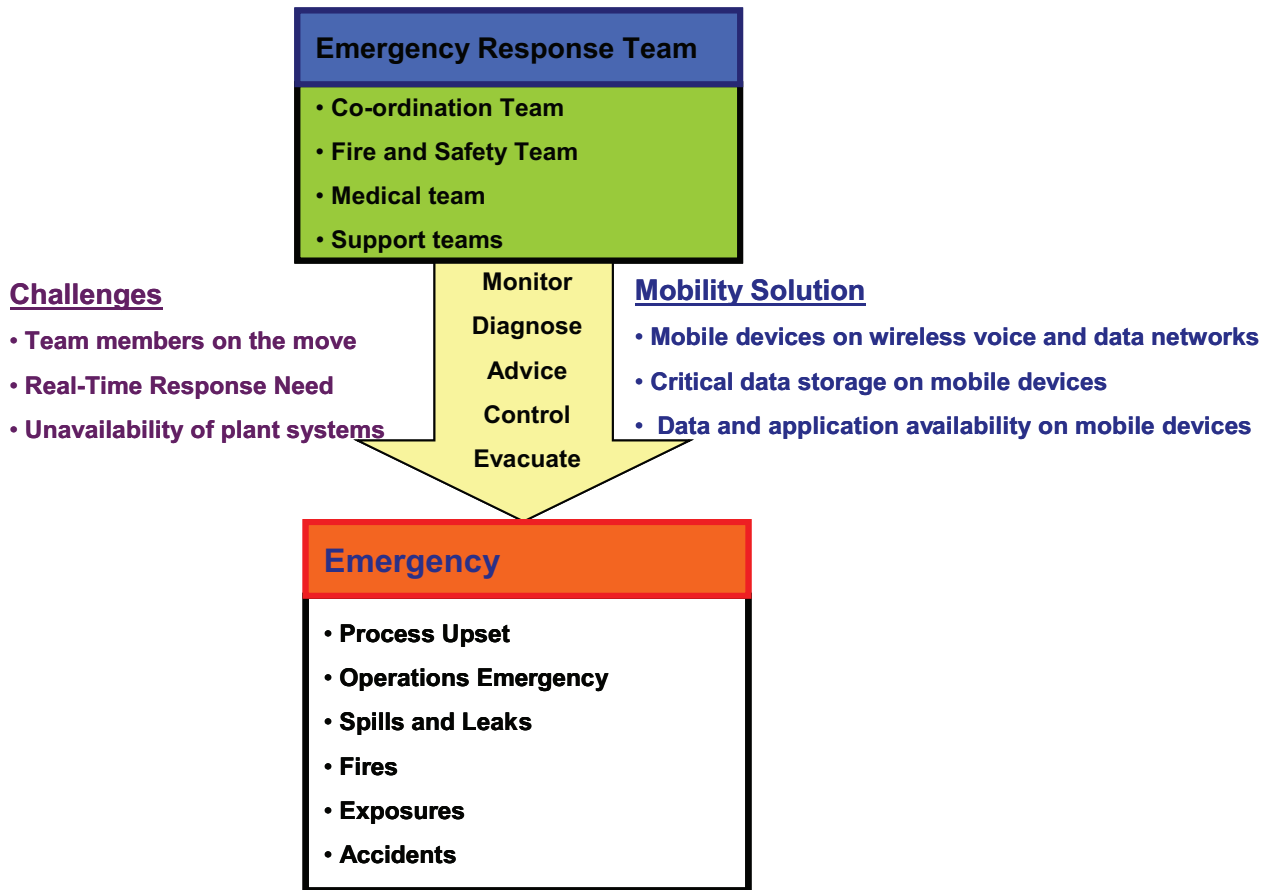 Emergency Response Team
• Co-ordination Team
• Fire and Safety Team
• Medical team
• Support teams
Challenges
• Team members on the move
• Real-Time Response Need
• Unavailability of plant systems
Monitor
Diagnose
Advice
Control
Evacuate
Mobility Solution
• Mobile devices on wireless voice and data networks
• Critical data storage on mobile devices
• Data and application availability on mobile devices
Emergency
• Process Upset
• Operations Emergency
• Spills and Leaks
• Fires
• Exposures
• Accidents